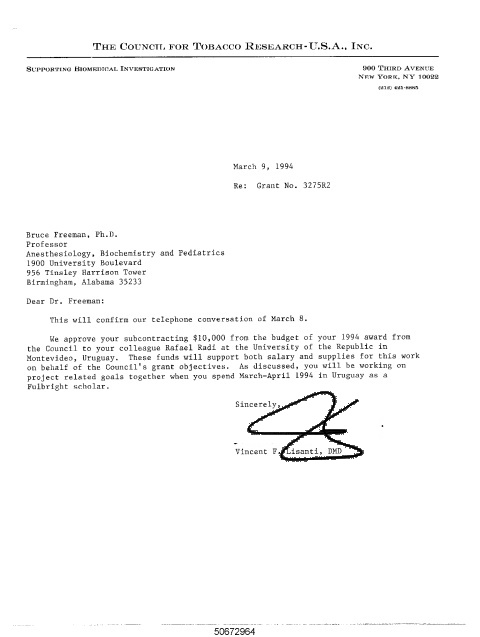 THE COUNCIL FOR TOBACCO RESEARCH-U.S.A., INC.
SUPPORTING BIOMEDICAL INVESTIGATION
900 THIRD AVENUE
NEW YORK, NY 10022
(212) 421-8885
March 9, 1994
Re: Grant No. 3275R2
Bruce Freeman, Ph.D.
Professor
Anesthesiology, Biochemistry and Pediatrics
1900 University Boulevard
956 Tinsley Harrison Tower
Birmingham, Alabama 35233
Dear Dr. Freeman:
This will confirm our telephone conversation of March 8.
We approve your subcontracting $10,000 from the budget of your 1994 award from
the Council to your colleague Rafael Radi at the University of the Republic in
Montevideo, Uruguay. These funds will support both salary and supplies for this work
on behalf of the Council's grant objectives. As discussed, you will be working on
project related goals together when you spend March-April 1994 in Uruguay as a
Fulbright scholar.
Sincerely,
Vincent F. Lisanti, DMD
50672964